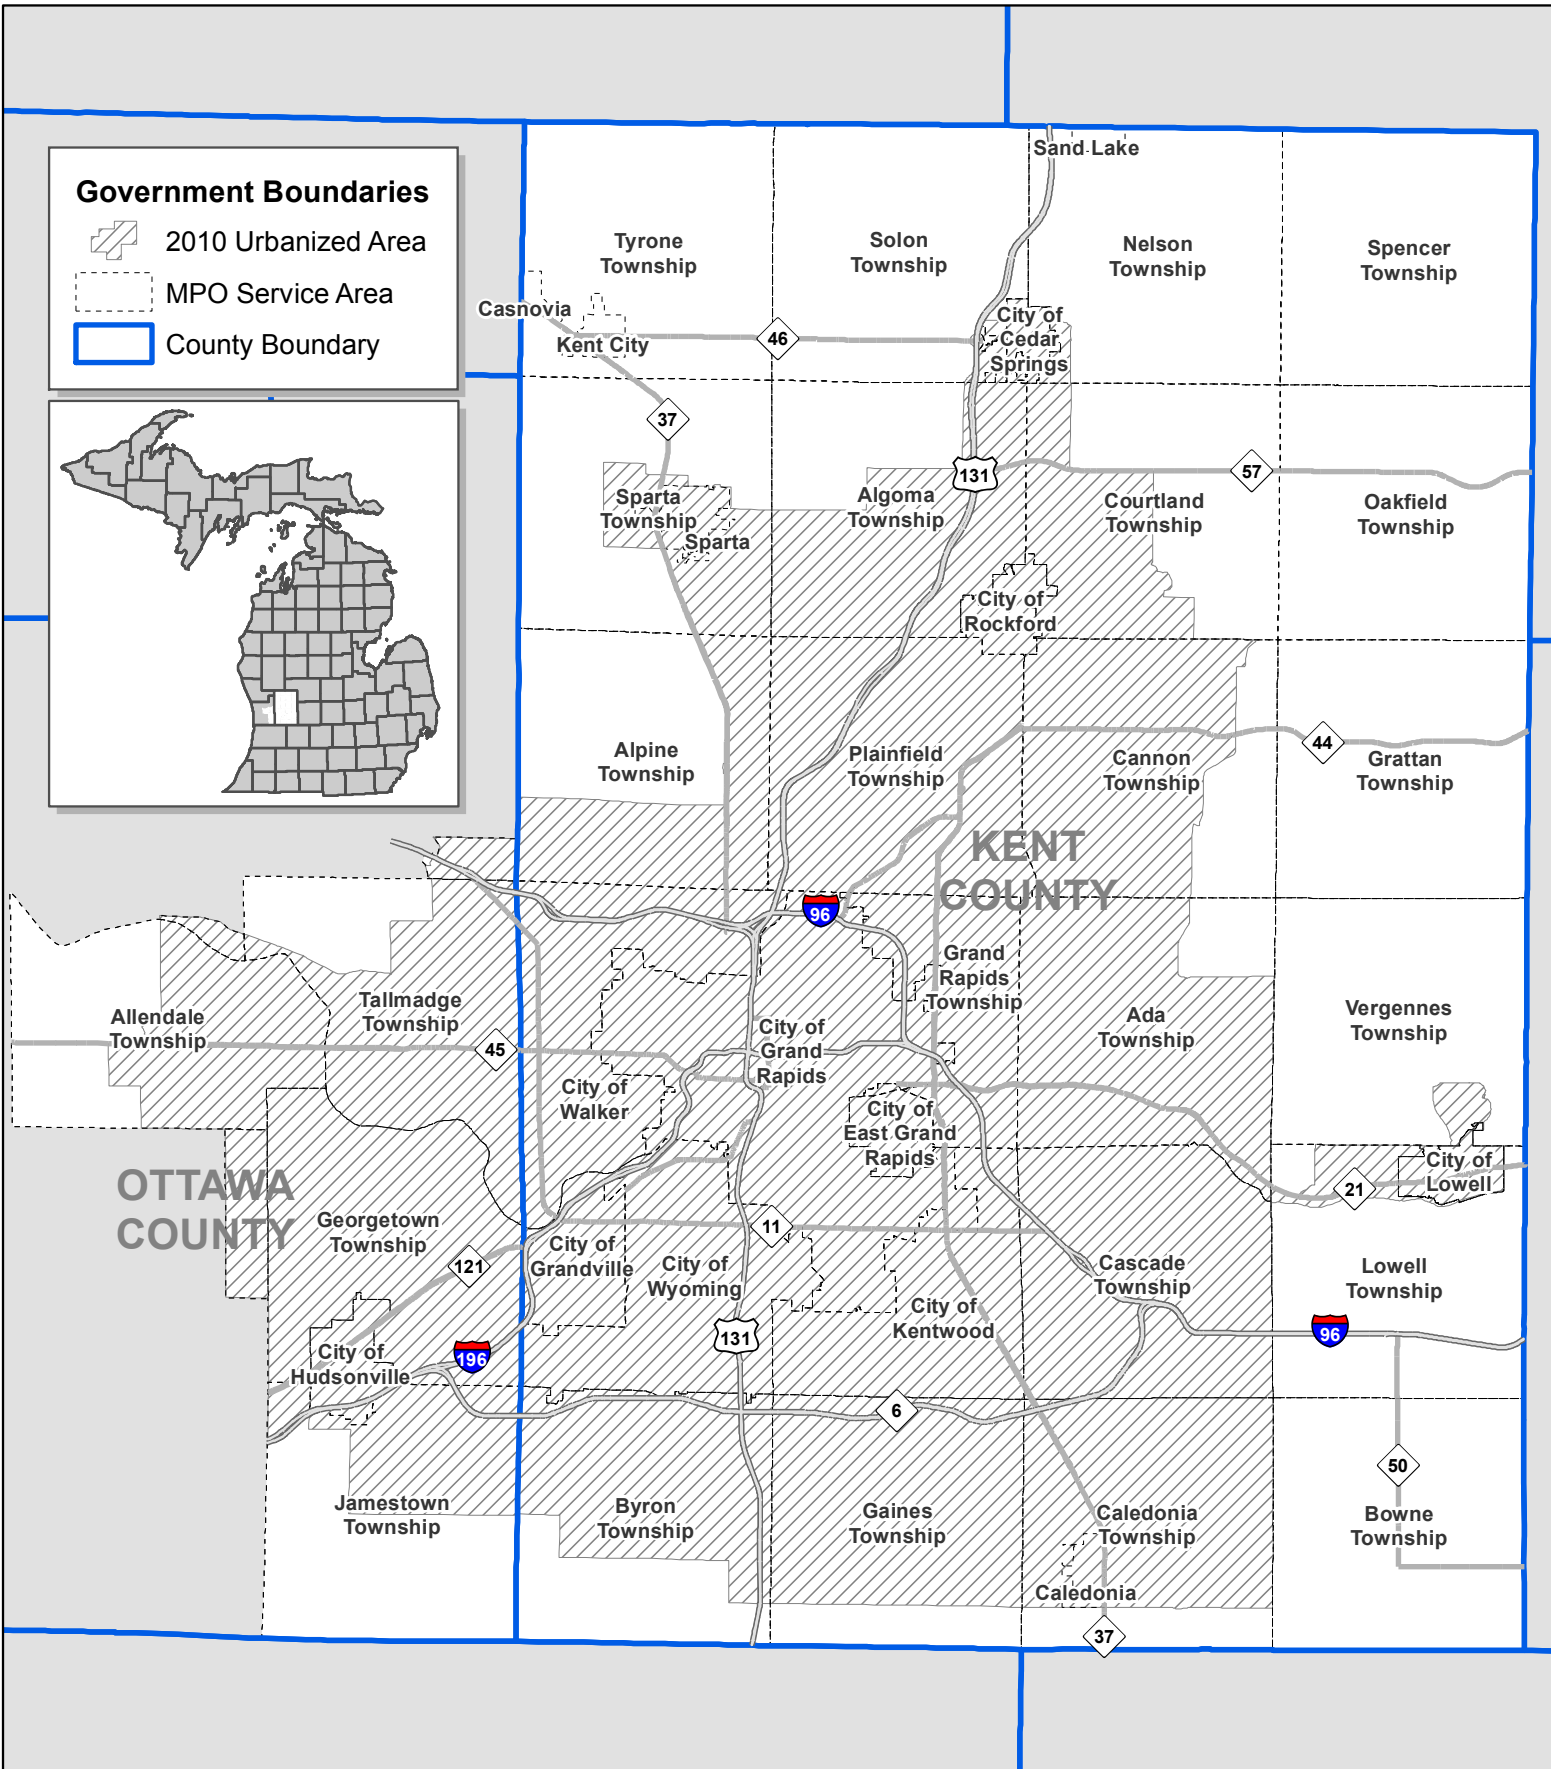 Government Boundaries
2010 Urbanized Area
MPO Service Area
County Boundary
Sand Lake
Tyrone
Township
Solon
Township
Nelson
Township
Spencer
Township
Casnovia
Kent City
46
City of
Cedar
Springs
37
131
57
Sparta
Township
Sparta
Algoma
Township
Courtland
Township
Oakfield
Township
City of
Rockford
Alpine
Township
Plainfield
Township
Cannon
Township
44
Grattan
Township
KENT
COUNTY
96
Grand
Rapids
Township
Allendale
Township
Tallmadge
Township
45
City of
Grand
Rapids
Ada
Township
Vergennes
Township
City of
Walker
City of
East Grand
Rapids
City of
Lowell
21
OTTAWA
COUNTY
Georgetown
Township
121
City of
Grandville
11
City of
Wyoming
Cascade
Township
Lowell
Township
City of
Kentwood
131
96
196
City of
Hudsonville
6
50
Jamestown
Township
Byron
Township
Gaines
Township
Caledonia
Township
Bowne
Township
Caledonia
37